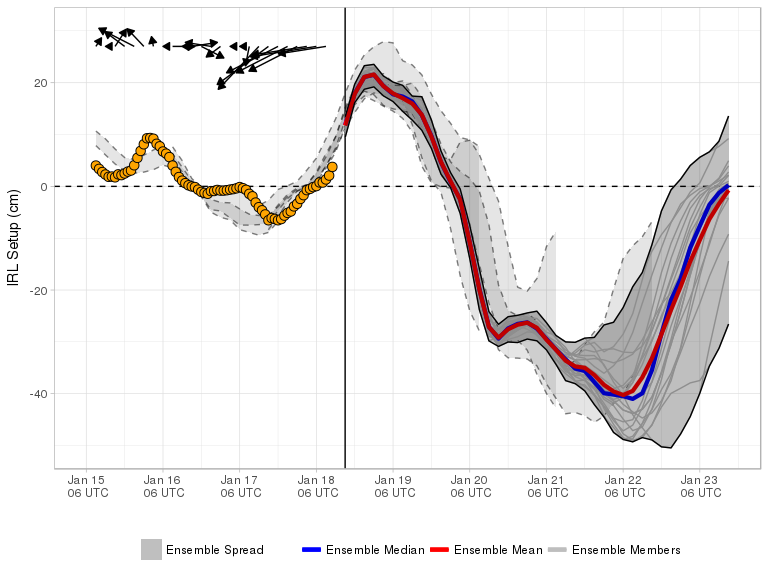 IRL Setup (cm)
20
0
-20
-40
Jan 15 Jan 16 Jan 17 Jan 18 Jan 19 Jan 20 Jan 21 Jan 22 Jan 23
06 UTC 06 UTC 06 UTC 06 UTC 06 UTC 06 UTC 06 UTC 06 UTC 06 UTC
Ensemble Spread Ensemble Median Ensemble Mean Ensemble Members